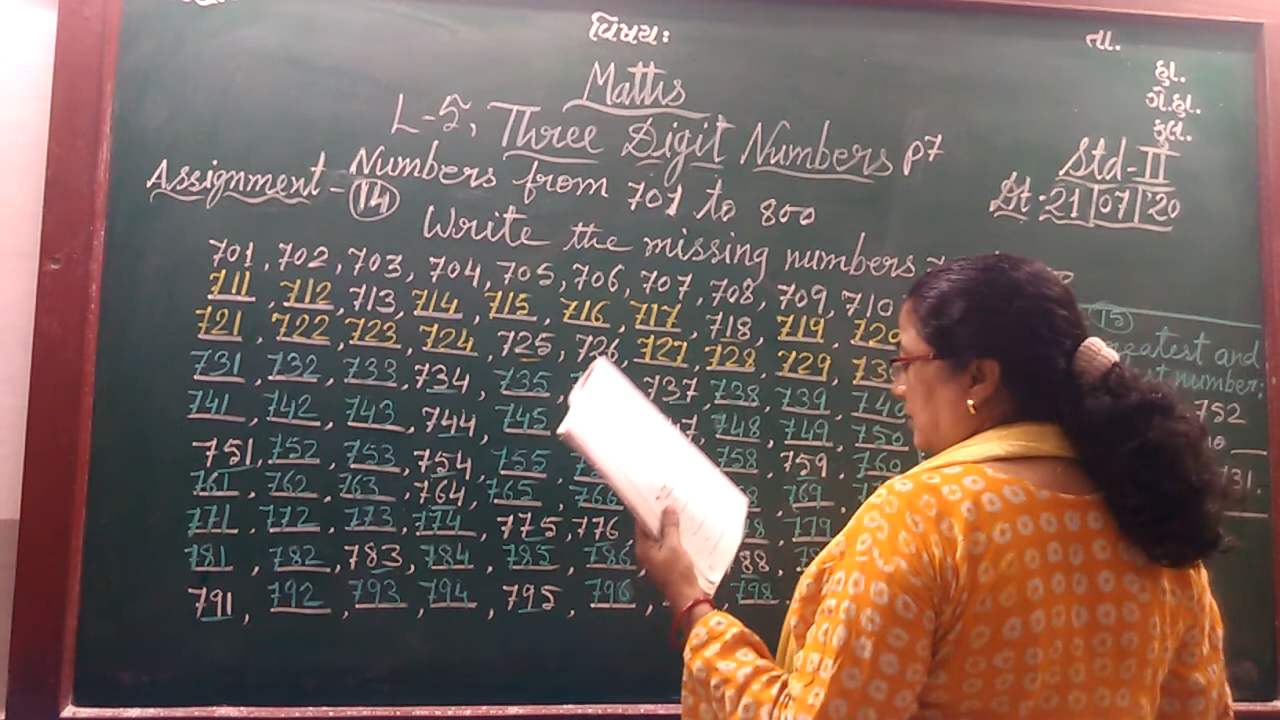 વિષય:
તા.
હા.
ગે.હા.
કુલ.
Maths
L-5, Three Digit Numbers P7
Std-II
Dt:21|07|'20
Numbers from 701 to 800
Assignment - 14
Write the missing numbers
701, 702, 703, 704, 705, 706, 707, 708, 709, 710
711, 712, 713, 714, 715, 716, 717, 718, 719, 720
721, 722, 723, 724, 725, 726, 727, 728, 729,
731, 732, 733, 734, 735, 737, 738, 739, 740
741, 742, 743, 744, 745, 748, 749, 750
751, 752, 753, 754, 755, 758, 759, 760
761, 762, 763, 764, 765, 766, 769,
771, 772, 773, 774, 775, 776, 779,
781, 782, 783, 784, 785, 786,
791, 792, 793, 794, 795, 796, 798,
15
and
number:
752
731.